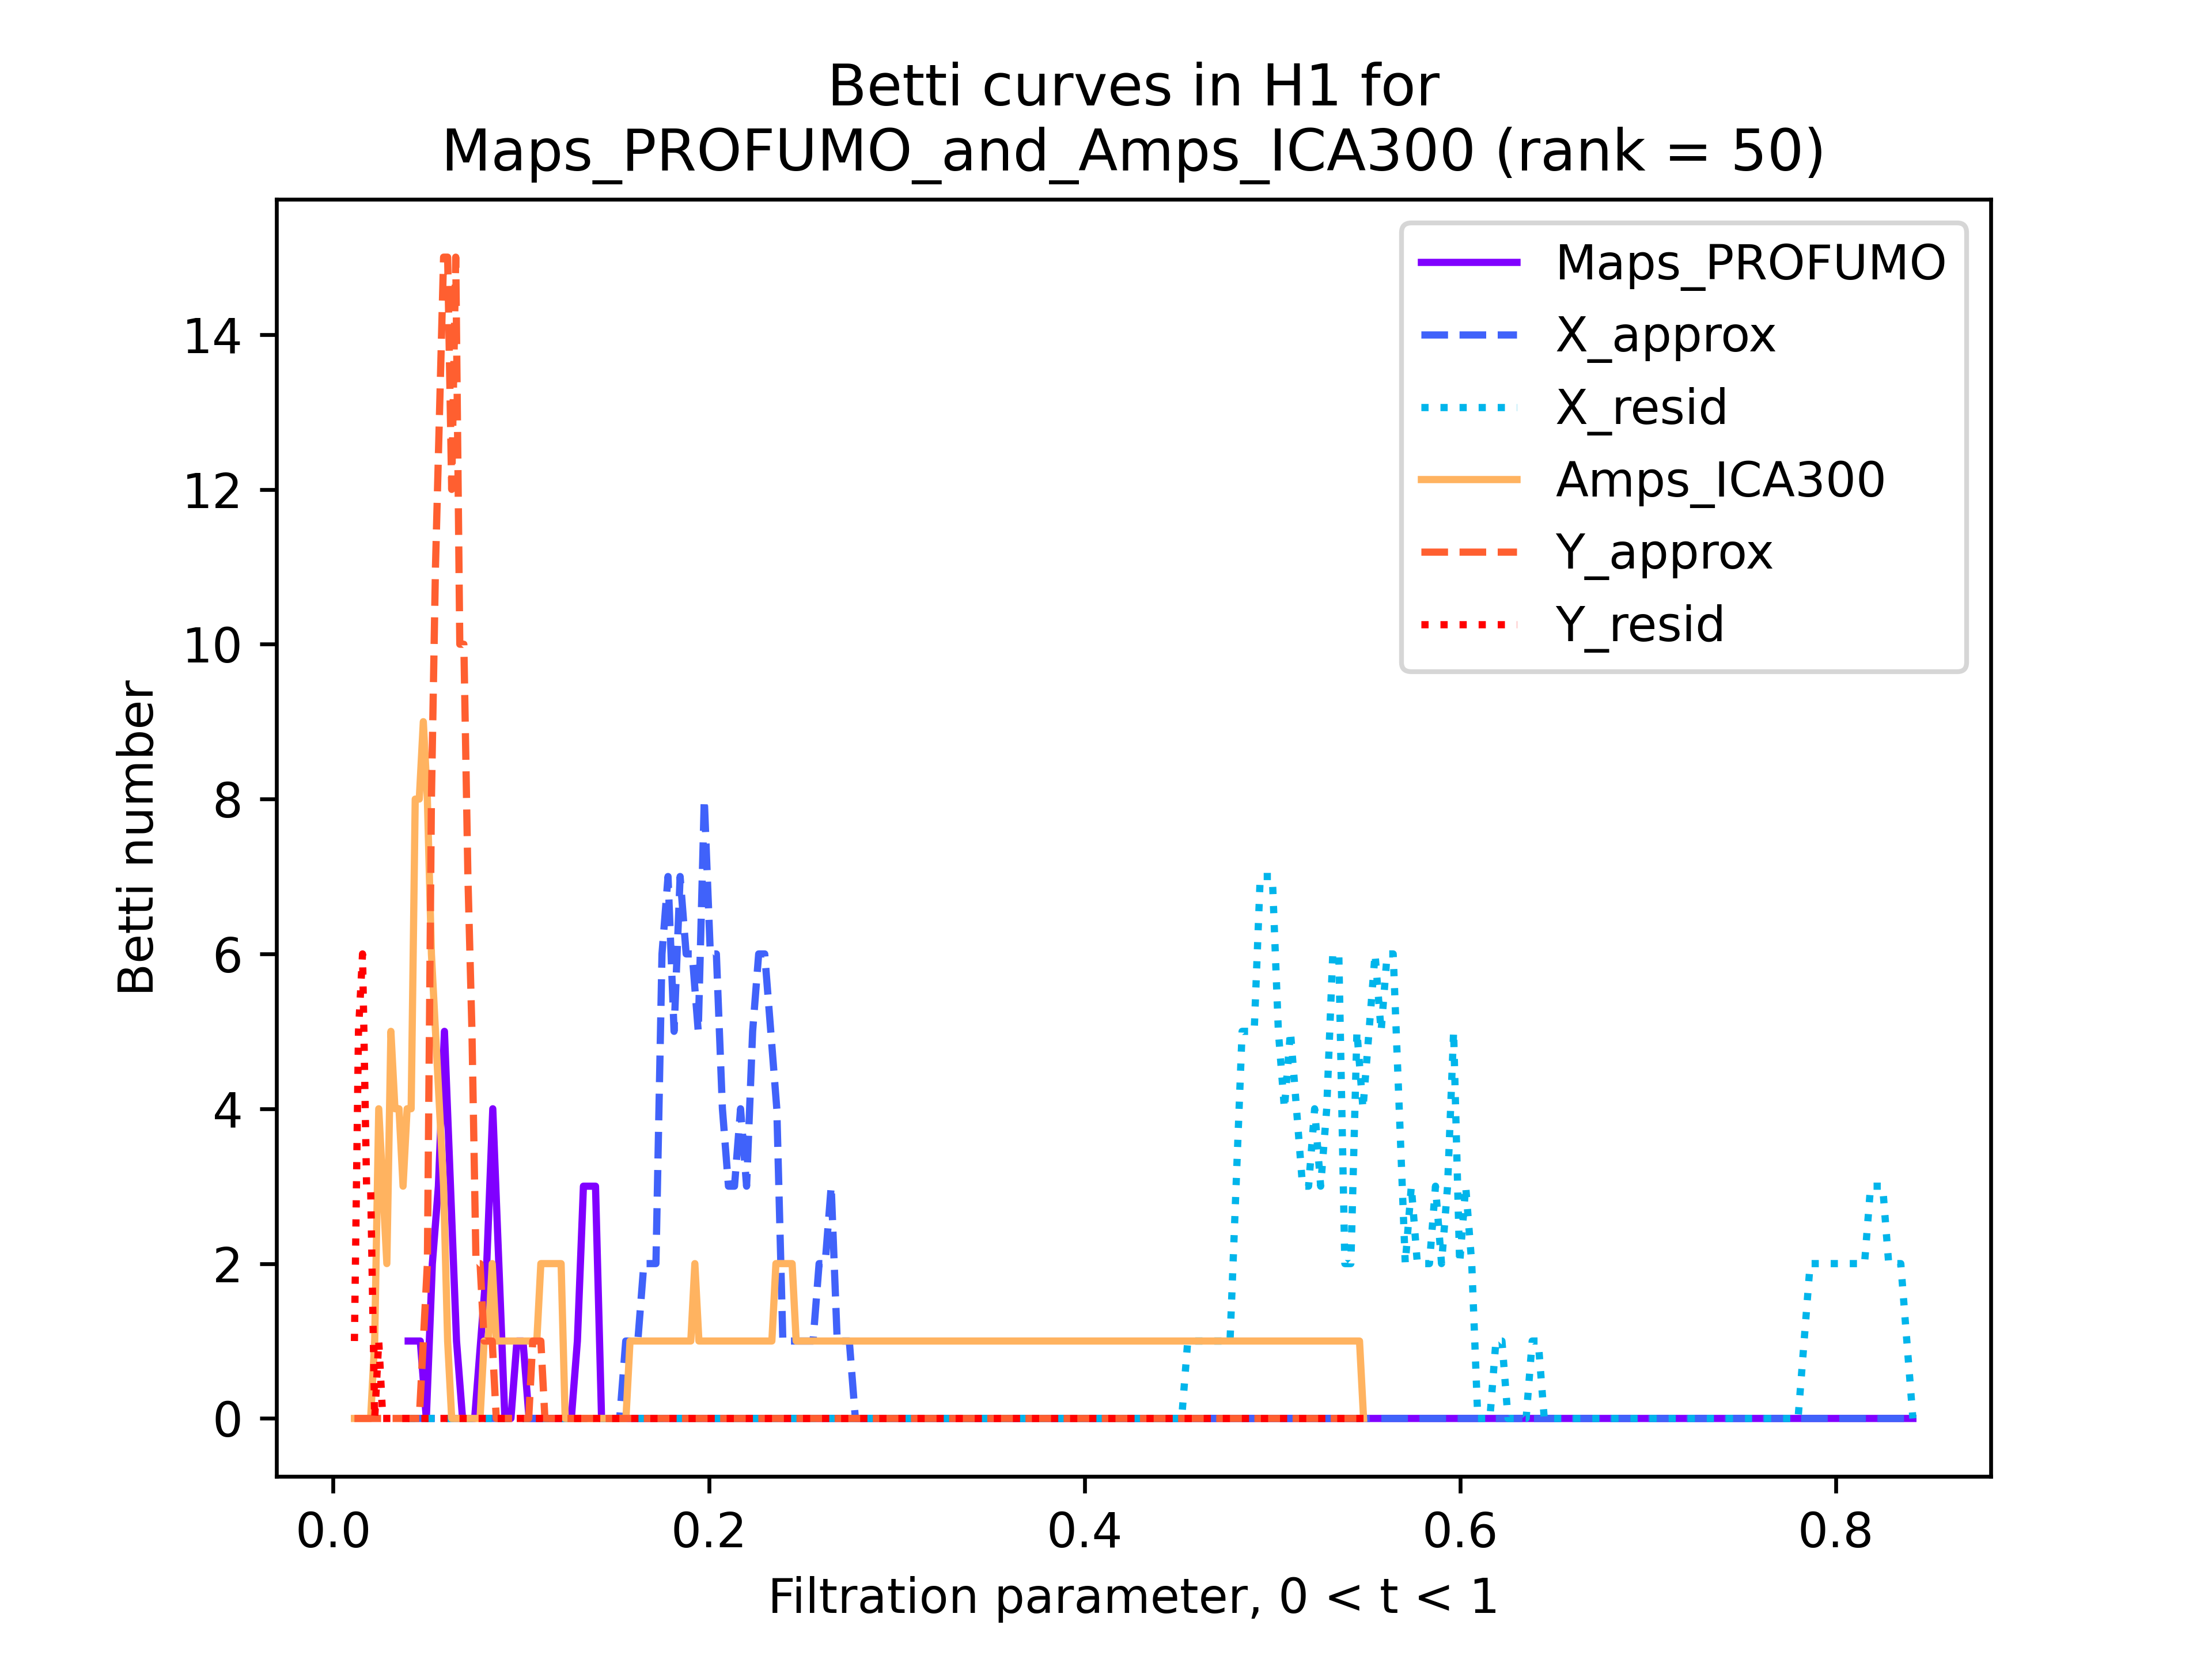 Betti curves in H1 for
Maps_PROFUMO_and_Amps_ICA300 (rank = 50)
Maps_PROFUMO
X_approx
X_resid
Amps_ICA300
Y_approx
Y_resid
Betti number
14
12
10
8
6
4
2
0
0.0 0.2 0.4 0.6 0.8
Filtration parameter, 0 < t < 1